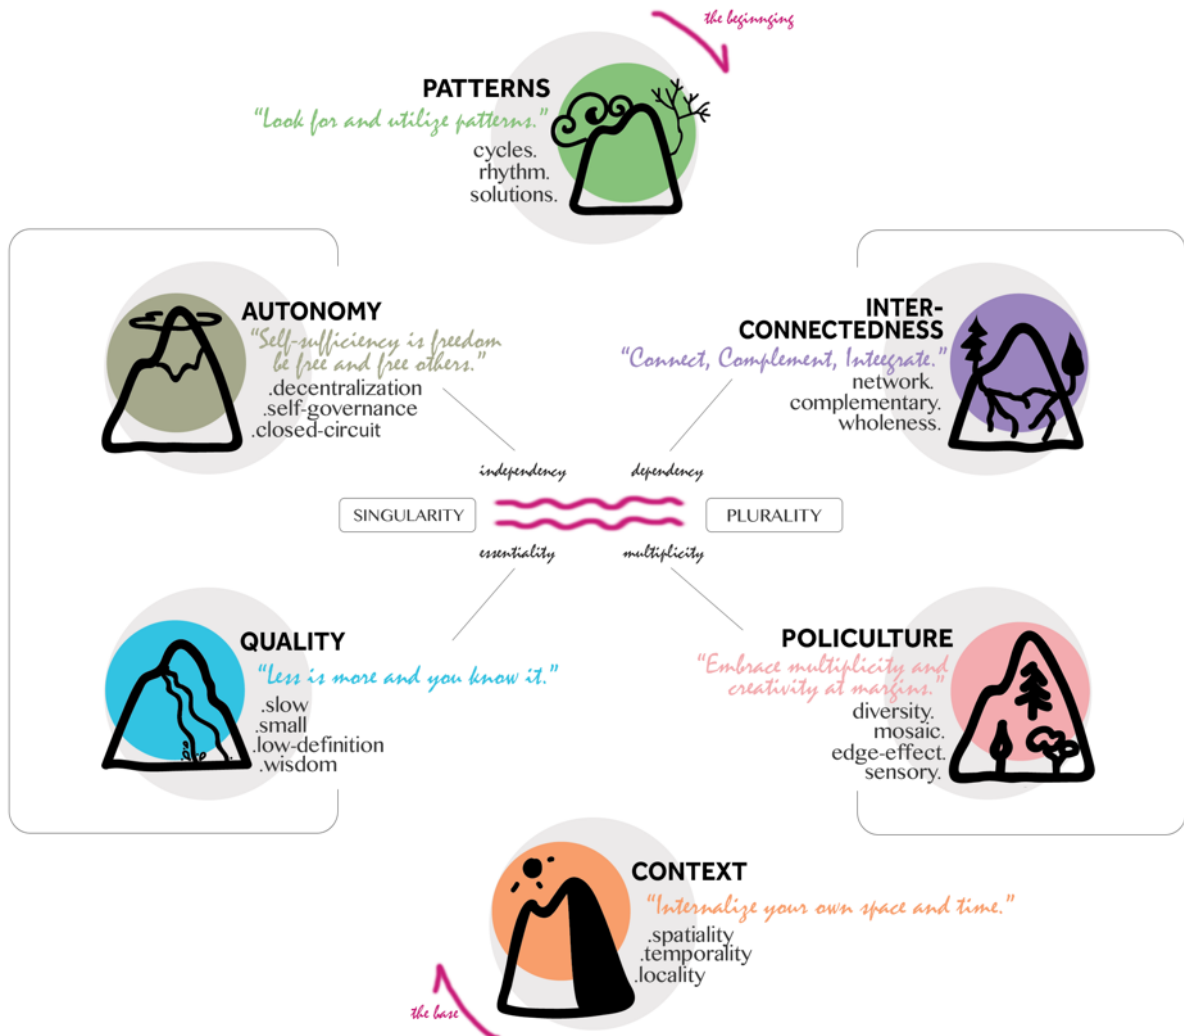 the beginnging
PATTERNS
"Look for and utilize patterns."
cycles.
rhythm.
solutions.
AUTONOMY
"Self-sufficiency is freedom
be free and free others."
.decentralization
.self-governance
.closed-circuit
INTER-
CONNECTEDNESS
"Connect, Complement, Inteegrate."
network.
complementary.
wholeness.
independency
dependency
SINGULARITY
PLURALITY
essentiality
multiplicity
QUALITY
"Less is more and you know it."
.slow
.small
.low-definition
.wisdom
POLICULTURE
"Embrace multiplicity and
creativity at margins."
diversity.
mosaic.
edge-effect.
sensory.
CONTEXT
"Internalize your own space and time."
.spatiality
.temporality
.locality
the base